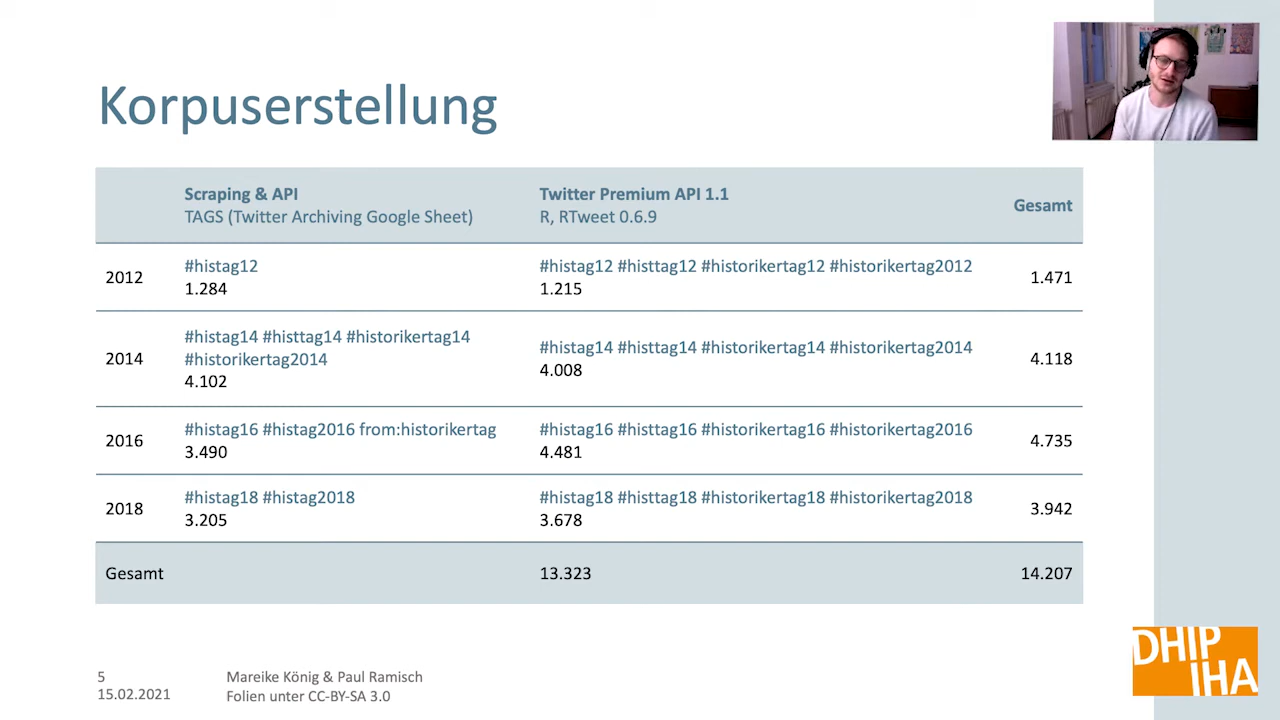 Korpuserstellung
Scraping & API
TAGS (Twitter Archiving Google Sheet)
Twitter Premium API 1.1
R, RTweet 0.6.9
Gesamt
2012
#histag12
1.284
#histag12 #histtag12 #historikertag12 #historikertag2012
1.215
1.471
2014
#histag14 #histtag14 #historikertag14
#historikertag2014
4.102
#histag14 #histtag14 #historikertag14 #historikertag2014
4.008
4.118
2016
#histag16 #histag2016 from:historikertag
3.490
#histag16 #histtag16 #historikertag16 #historikertag2016
4.481
4.735
2018
#histag18 #histag2018
3.205
#histag18 #histtag18 #historikertag18 #historikertag2018
3.678
3.942
Gesamt
13.323
14.207
5
15.02.2021
Mareike König & Paul Ramisch
Folien unter CC-BY-SA 3.0
DHIP
IHA